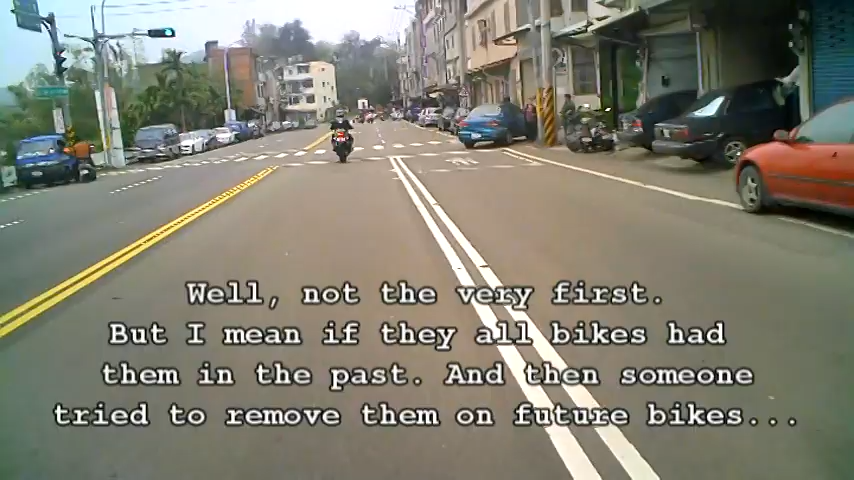 Well, not the very first.
But I mean if they all bikes had
them in the past. And then someone
tried to remove them on future bikes...